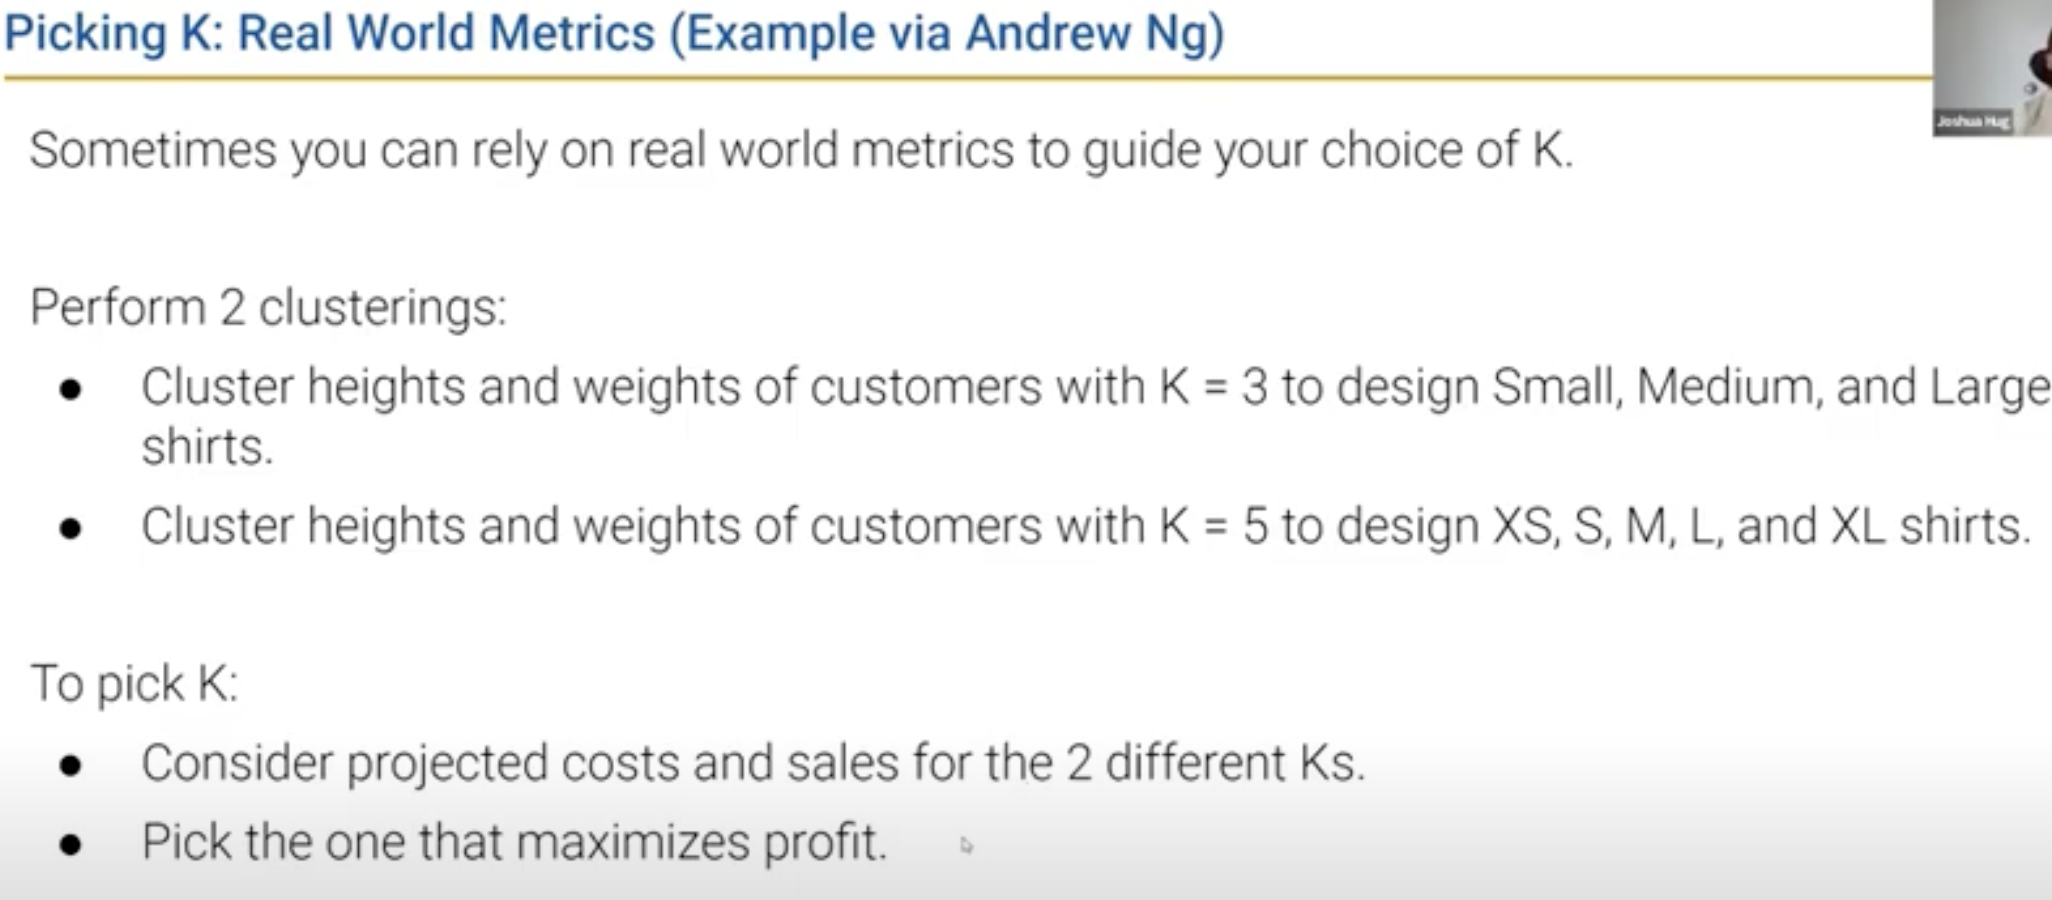 Picking K: Real World Metrics (Example via Andrew Ng)
Joshua Hug
Sometimes you can rely on real world metrics to guide your choice of K.
Perform 2 clusterings:
● Cluster heights and weights of customers with K = 3 to design Small, Medium, and Large
shirts.
● Cluster heights and weights of customers with K = 5 to design XS, S, M, L, and XL shirts.
To pick K:
● Consider projected costs and sales for the 2 different Ks.
● Pick the one that maximizes profit.